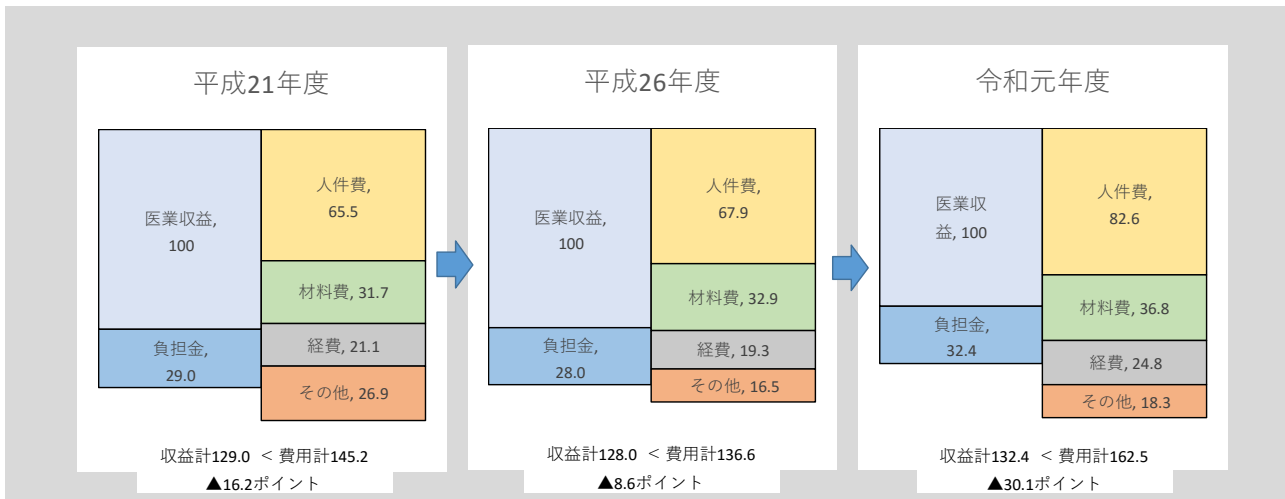 平成21年度
医業収益,
100
負担金,
29.0
人件費,
65.5
材料費, 31.7
経費, 21.1
その他, 26.9
収益計129.0 < 費用計145.2
▲16.2ポイント
平成26年度
医業収益,
100
負担金,
28.0
人件費,
67.9
材料費, 32.9
経費, 19.3
その他, 16.5
収益計128.0 < 費用計136.6
▲8.6ポイント
令和元年度
医業収
益, 100
負担金,
32.4
人件費,
82.6
材料費, 36.8
経費, 24.8
その他, 18.3
収益計132.4 < 費用計162.5
▲30.1ポイント